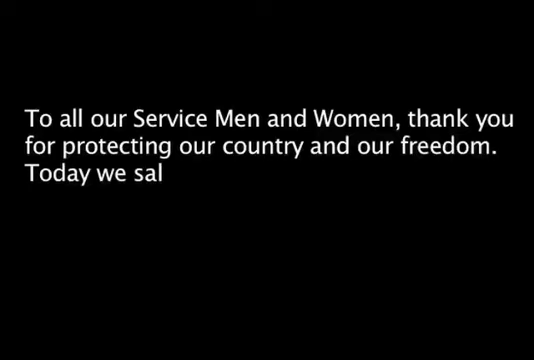 To all our Service Men and Women, thank you
for protecting our country and our freedom.
Today we sal